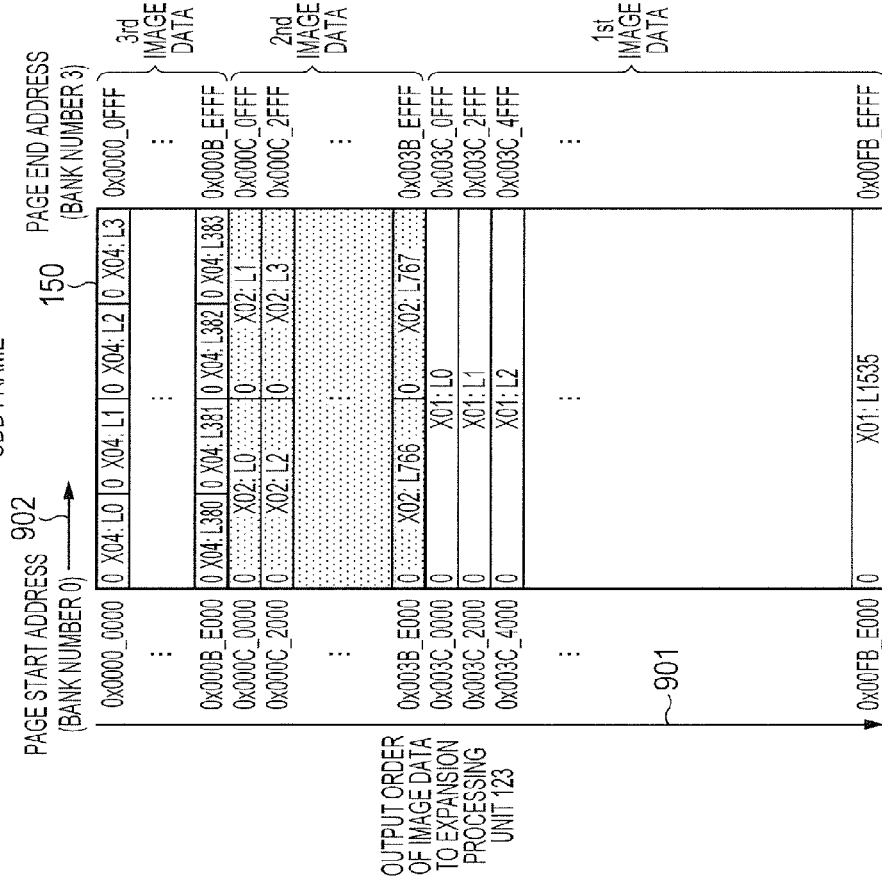 ODD FRAME
PAGE START ADDRESS
(BANK NUMBER 0)
902
150
PAGE END ADDRESS
(BANK NUMBER 3)
0x0000_0000
0 X04: L0
0 X04: L1
0 X04: L2
0 X04: L3
0x0000_0FFF
⋮
⋮
⋮
3rd
IMAGE
DATA
0x000B_E000
0 X04: L380
0 X04: L381
0 X04: L382
0 X04: L383
0x000B_EFFF
0x000C_0000
0 X02: L0
0 X02: L1
0x000C_0FFF
0x000C_2000
0 X02: L2
0 X02: L3
0x000C_2FFF
⋮
⋮
⋮
2nd
IMAGE
DATA
0x003B_E000
0 X02: L766
0 X02: L767
0x003B_EFFF
0x003C_0000
0 X01: L0
0x003C_0FFF
0x003C_2000
0 X01: L1
0x003C_2FFF
0x003C_4000
0 X01: L2
0x003C_4FFF
⋮
⋮
⋮
1st
IMAGE
DATA
0x00FB_E000
0 X01: L1535
0x00FB_EFFF
OUTPUT ORDER
OF IMAGE DATA
TO EXPANSION
PROCESSING
UNIT 123
901